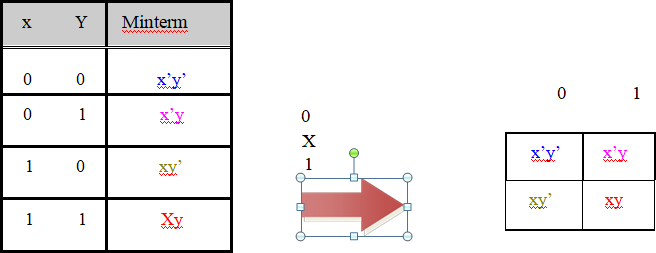 x Y Minterm
0 0 x’y’
0 1 x’y
1 0 xy’
1 1 Xy
0
X
1
0 1
x’y’ x’y
xy’ xy